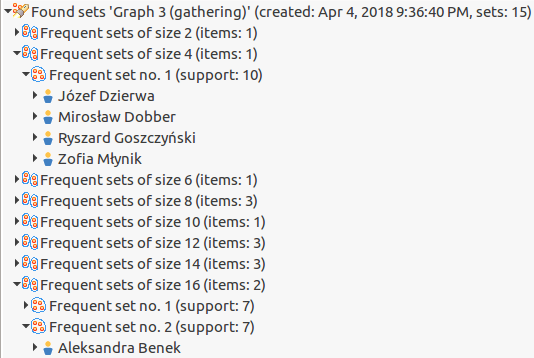 Found sets 'Graph 3 (gathering)' (created: Apr 4, 2018 9:36:40 PM, sets: 15)
Frequent sets of size 2 (items: 1)
Frequent sets of size 4 (items: 1)
Frequent set no. 1 (support: 10)
Józef Dzierwa
Mirosław Dobber
Ryszard Goszczyński
Zofia Młynik
Frequent sets of size 6 (items: 1)
Frequent sets of size 8 (items: 3)
Frequent sets of size 10 (items: 1)
Frequent sets of size 12 (items: 3)
Frequent sets of size 14 (items: 3)
Frequent sets of size 16 (items: 2)
Frequent set no. 1 (support: 7)
Frequent set no. 2 (support: 7)
Aleksandra Benek